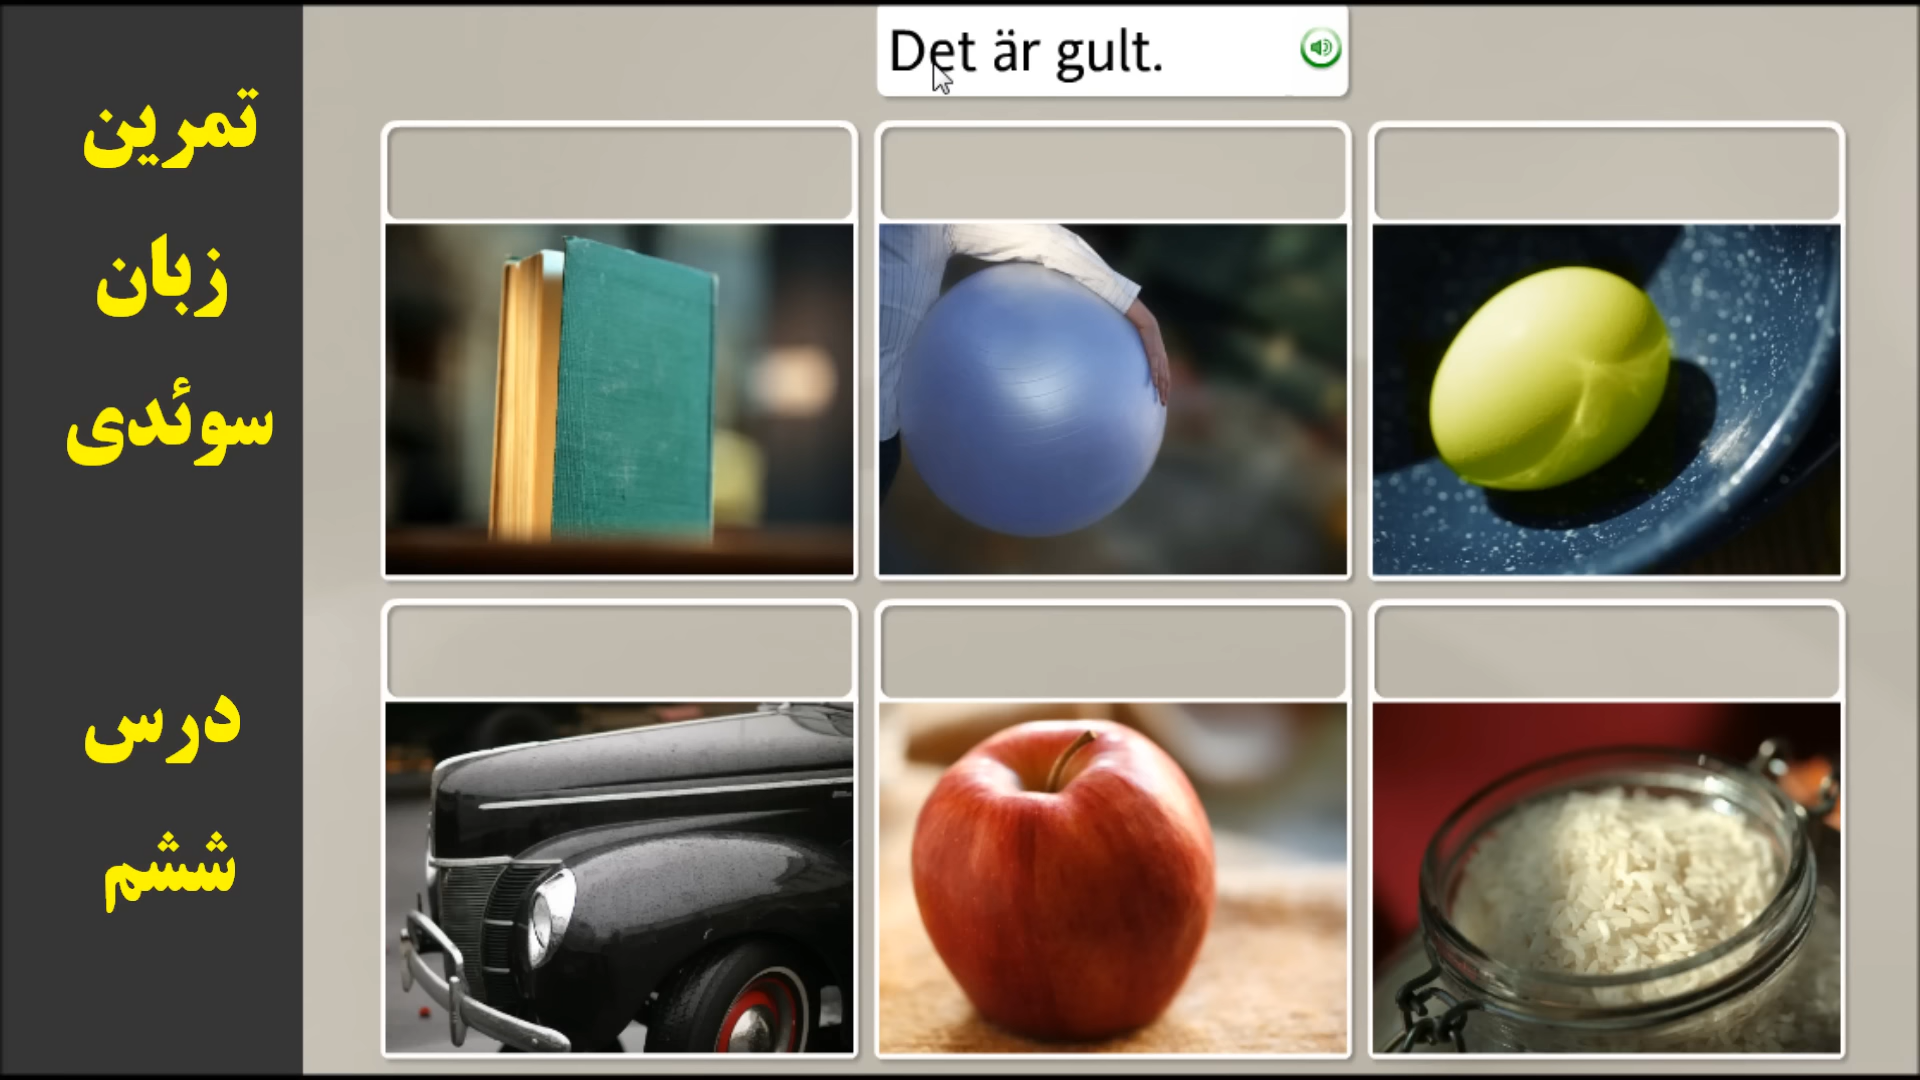 Det är gult.
تمرین
زبان
سوئدی
درس
ششم